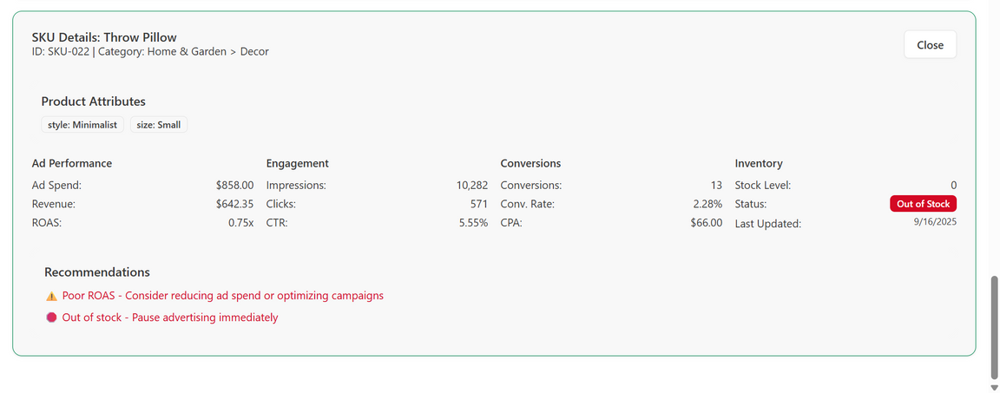 SKU Details: Throw Pillow
Close
ID: SKU-022 | Category: Home & Garden > Decor
Product Attributes
style: Minimalist
size: Small
Ad Performance
Ad Spend: $858.00
Revenue: $642.35
ROAS: 0.75x
Engagement
Impressions: 10,282
Clicks: 571
CTR: 5.55%
Conversions
Conversions: 13
Conv. Rate: 2.28%
CPA: $66.00
Inventory
Stock Level: 0
Status: Out of Stock
Last Updated: 9/16/2025
Recommendations
⚠️ Poor ROAS - Consider reducing ad spend or optimizing campaigns
Out of stock - Pause advertising immediately